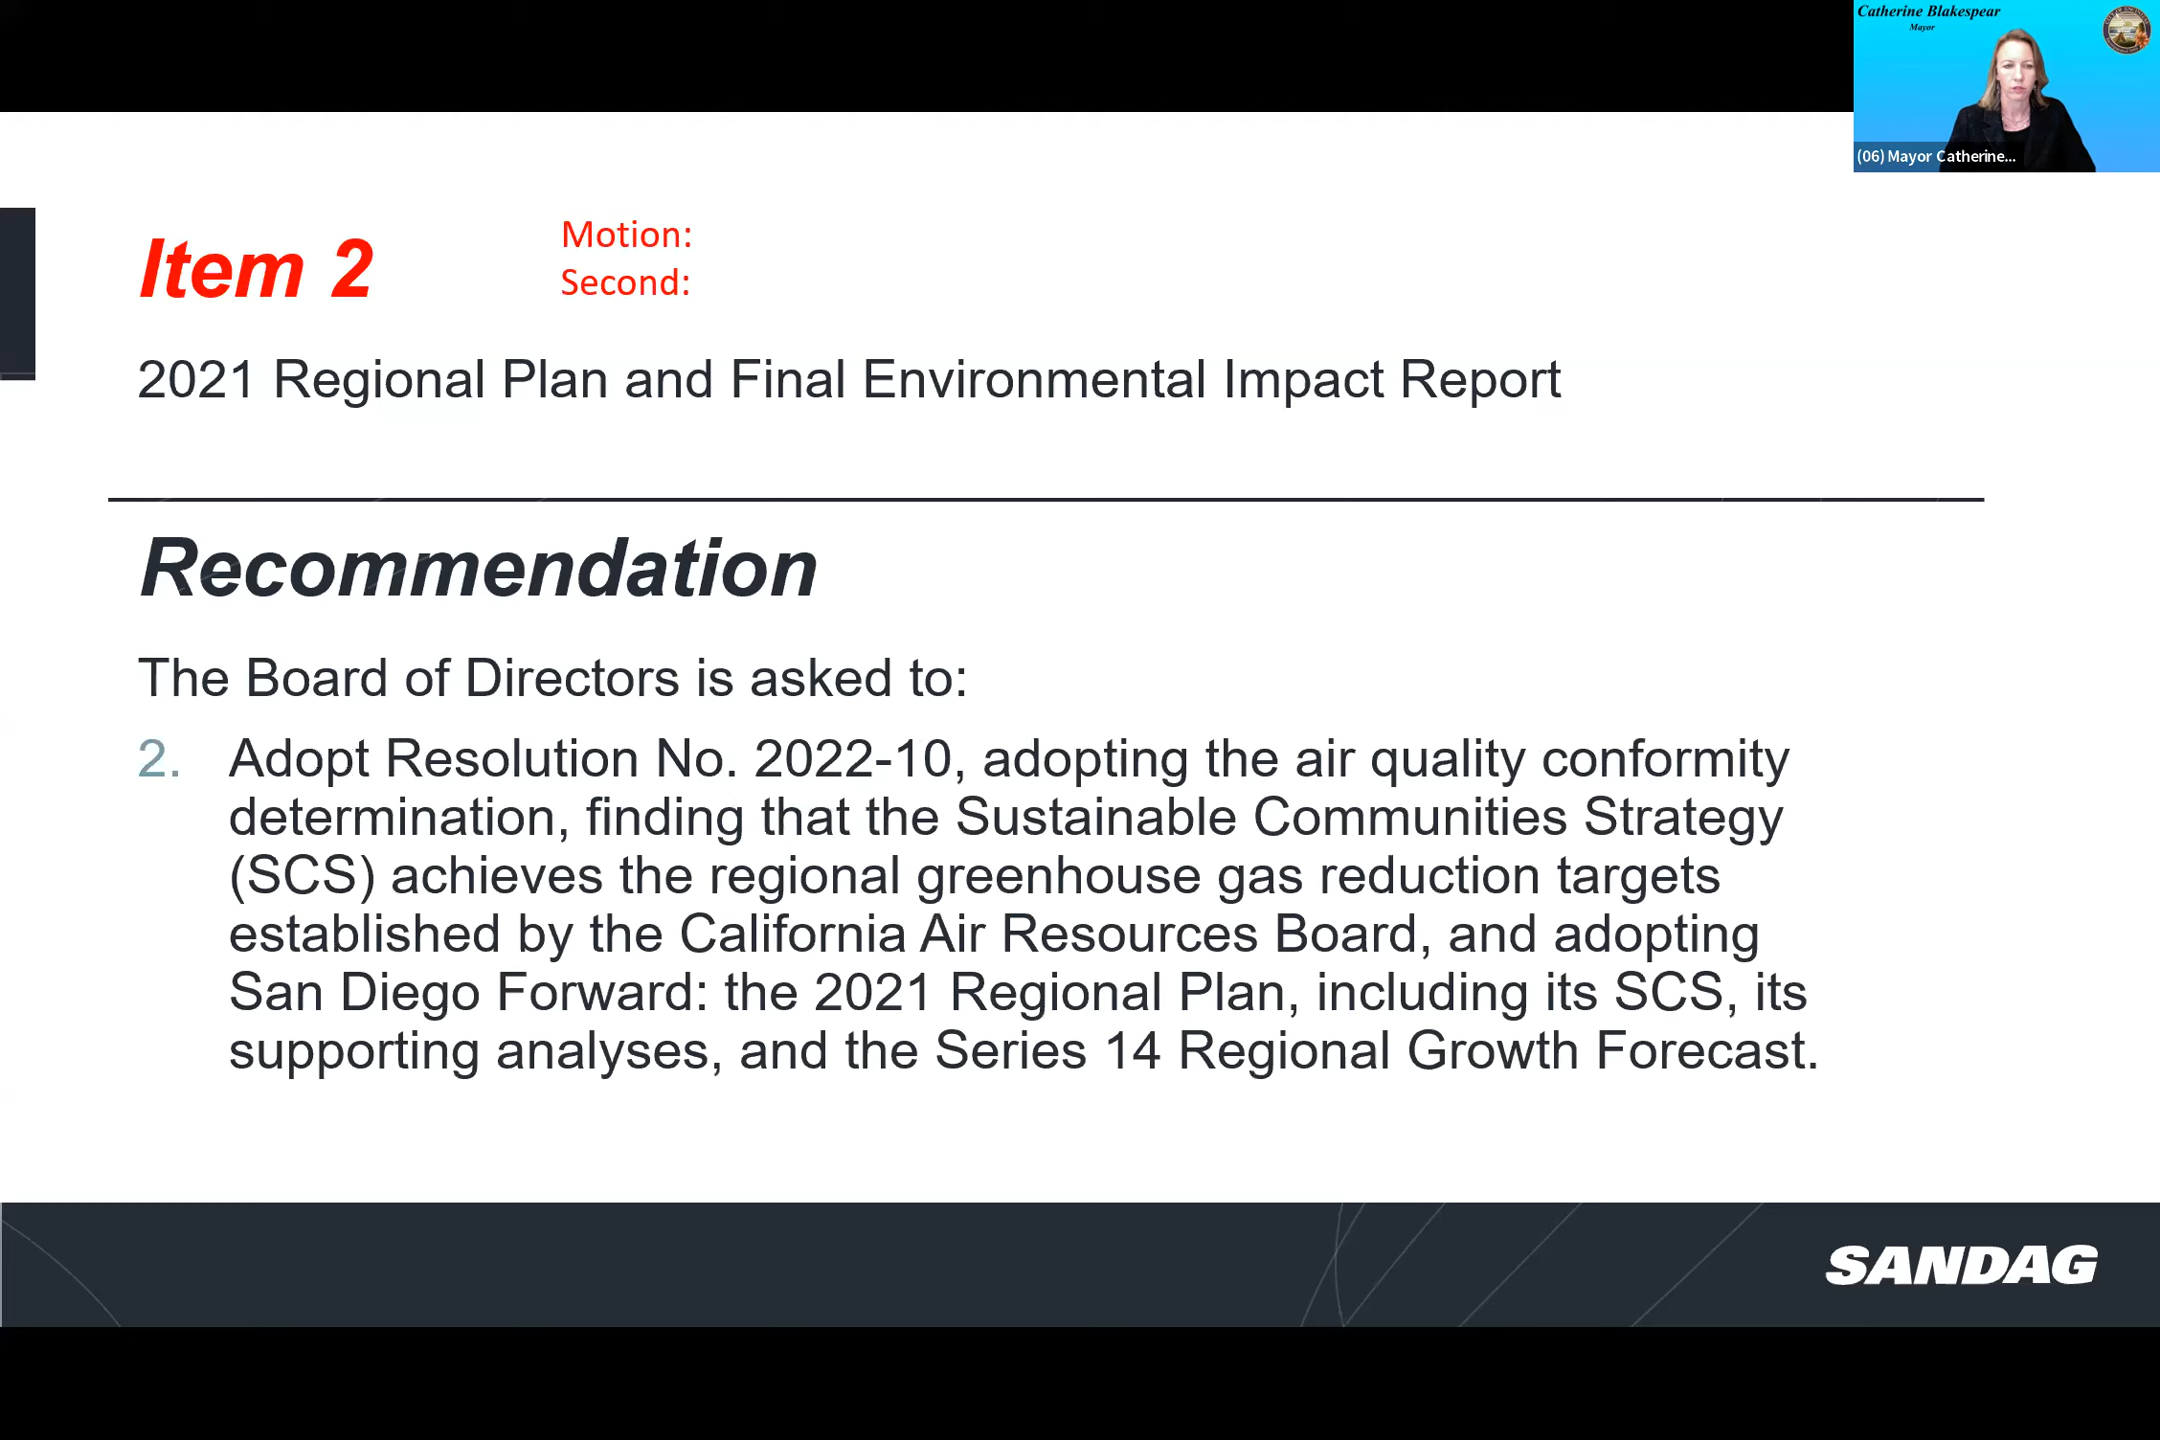 Catherine Blakespear
Mayor
(06) Mayor Catherine...
Item 2
Motion:
Second:
2021 Regional Plan and Final Environmental Impact Report
Recommendation
The Board of Directors is asked to:
2. Adopt Resolution No. 2022-10, adopting the air quality conformity
determination, finding that the Sustainable Communities Strategy
(SCS) achieves the regional greenhouse gas reduction targets
established by the California Air Resources Board, and adopting
San Diego Forward: the 2021 Regional Plan, including its SCS, its
supporting analyses, and the Series 14 Regional Growth Forecast.
SANDAG